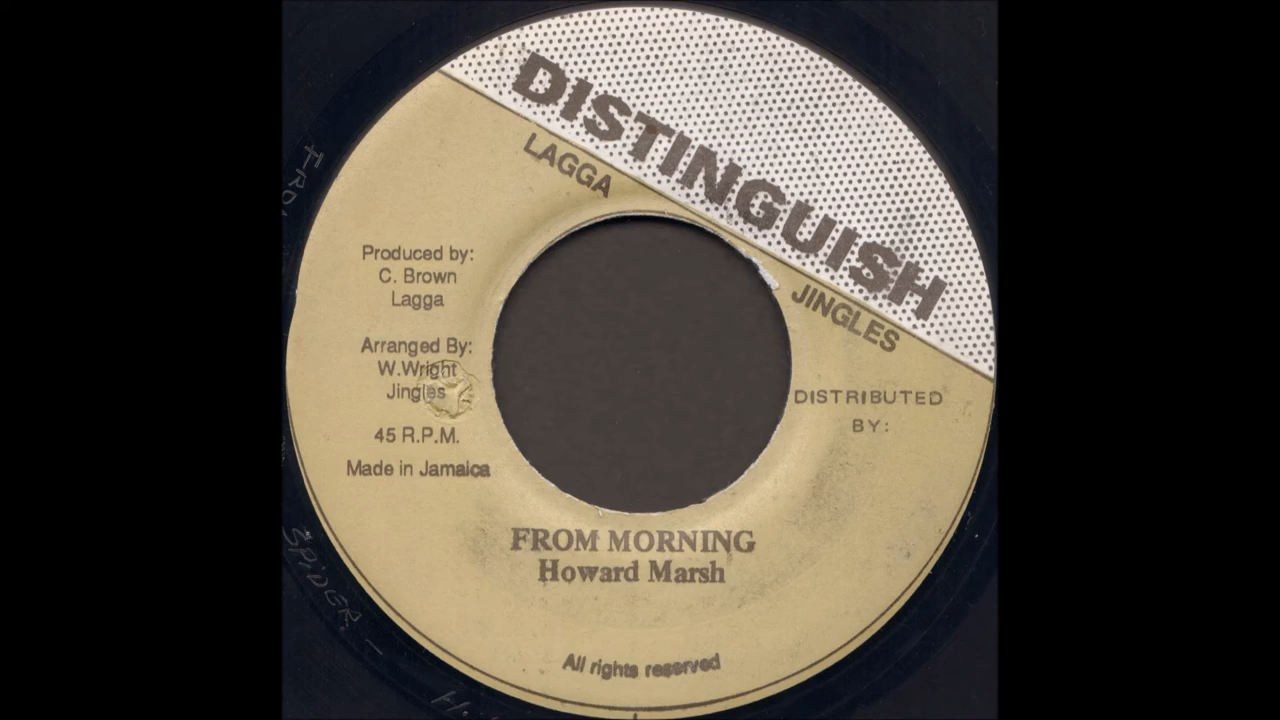 DISTINGUISH
LAGGA
JINGLES
Produced by:
C. Brown
Lagga
Arranged By:
W.Wright
Jingles
45 R.P.M.
Made in Jamaica
DISTRIBUTED
BY:
FROM MORNING
Howard Marsh
All rights reserved
SPIDER -